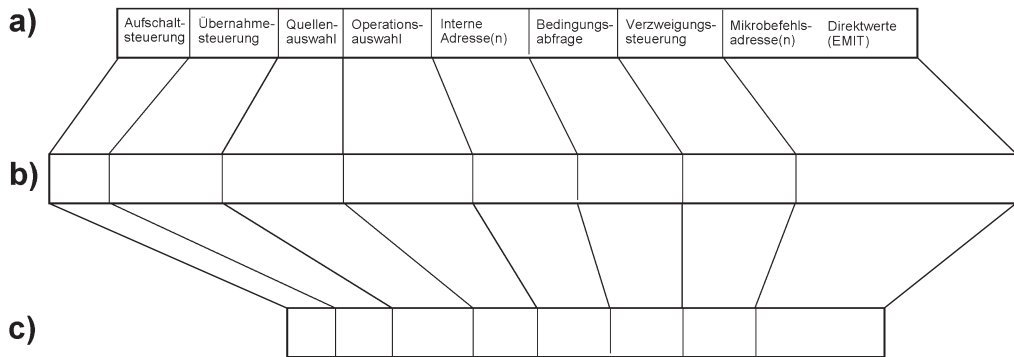 a)
Aufschalt-
steuerung
Übernahme-
steuerung
Quellen-
auswahl
Operations-
auswahl
Interne
Adresse(n)
Bedingungs-
abfrage
Verzweigungs-
steuerung
Mikrobefehls-
adresse(n)
Direktwerte
(EMIT)
b)
c)